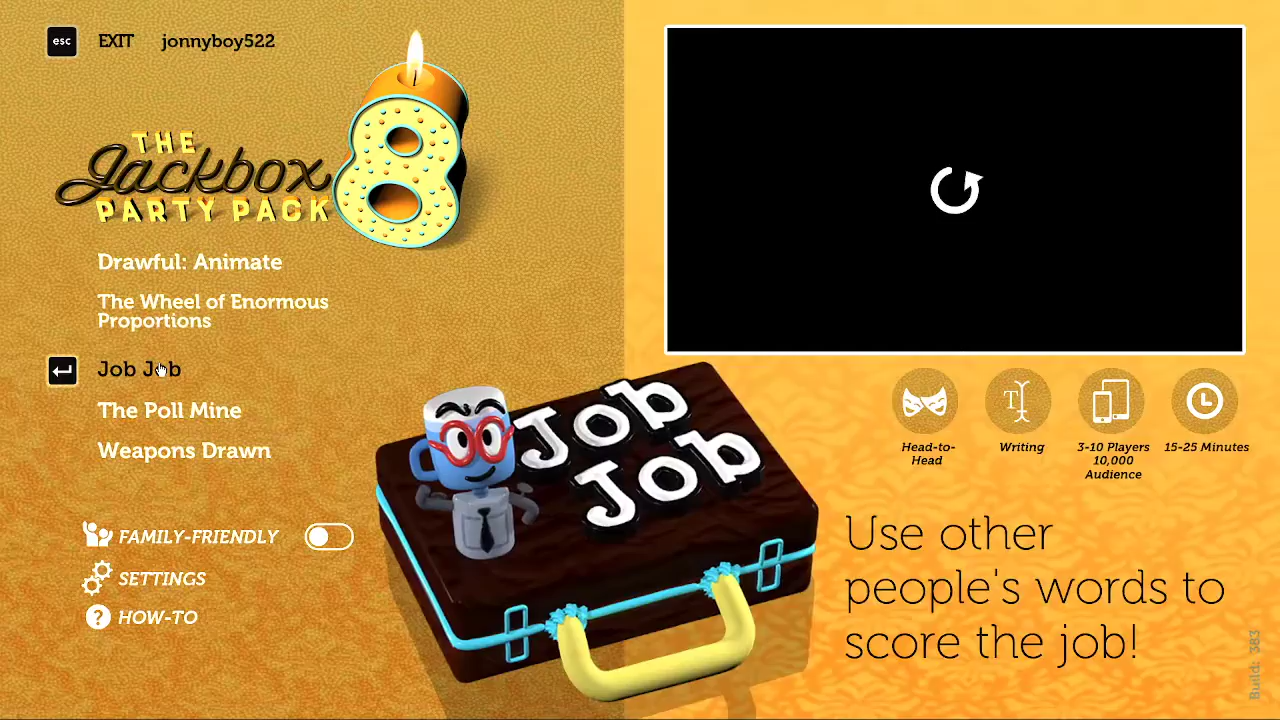 esc EXIT jonnyboy522
THE
Jackbox
PARTY PACK
8
Drawful: Animate
The Wheel of Enormous
Proportions
Job Job
The Poll Mine
Weapons Drawn
FAMILY-FRIENDLY
SETTINGS
? HOW-TO
Job
Job
T
Head-to-
Head
Writing
3-10 Players
10,000
Audience
15-25 Minutes
Use other
people's words to
score the job!
Build: 383